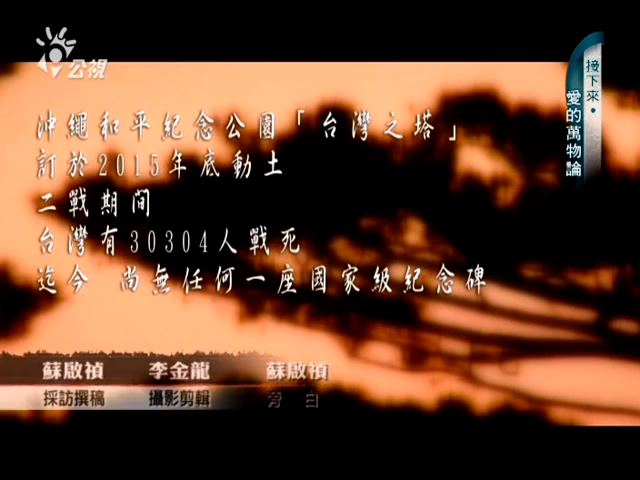 公視
接下來·
愛的萬物論
沖繩和平紀念公園「台灣之塔」
訂於2015年底動土
二戰期间
台灣有30304人戰死
迄今 尚無任何一座國家級紀念碑
蘇啟禎 李金龍 蘇啟禎
採訪撰稿 攝影剪輯 旁 白